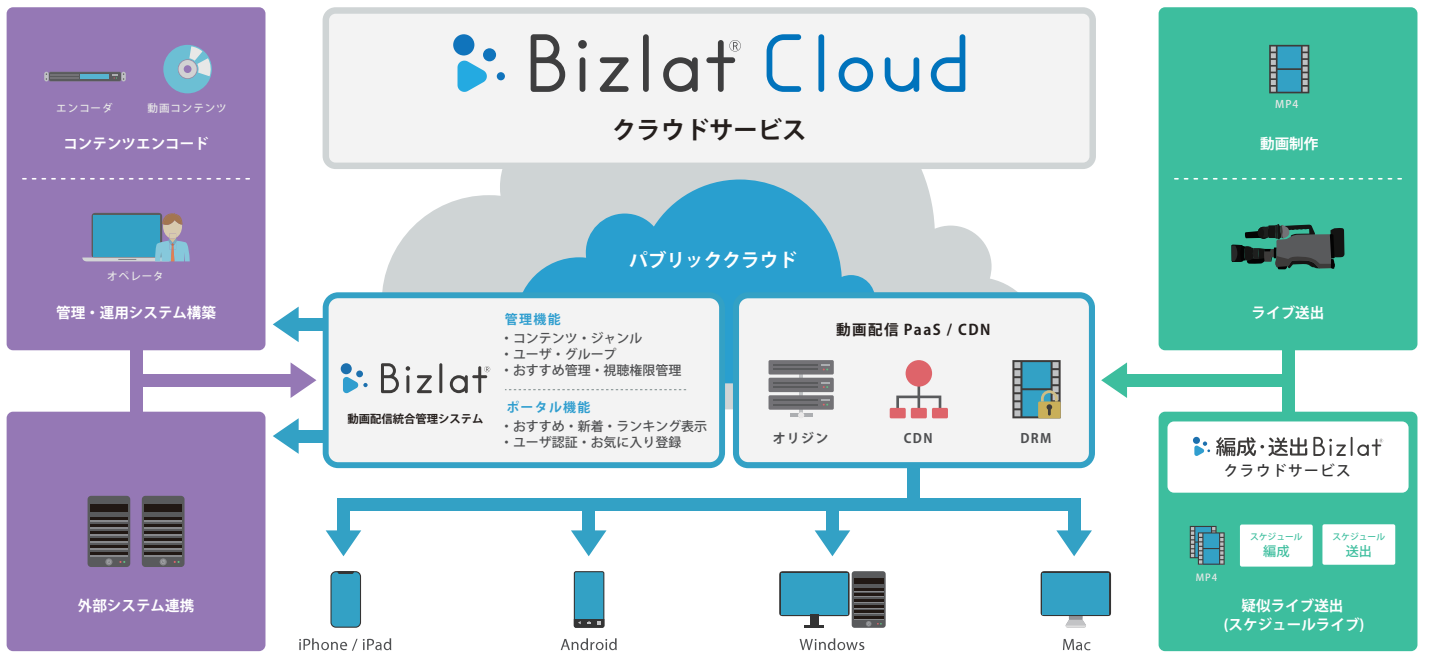 Bizlat® Cloud
クラウドサービス
エンコーダ
動画コンテンツ
コンテンツエンコード
オペレータ
管理・運用システム構築
外部システム連携
パブリッククラウド
Bizlat®
動画配信統合管理システム
管理機能
・コンテンツ・ジャンル
・ユーザ・グループ
・おすすめ管理・視聴権限管理
ポータル機能
・おすすめ・新着・ランキング表示
・ユーザ認証・お気に入り登録
動画配信 PaaS / CDN
オリジン
CDN
DRM
iPhone / iPad
Android
Windows
Mac
MP4
動画制作
ライブ送出
編成・送出Bizlat®
クラウドサービス
MP4
スケジュール
編成
スケジュール
送出
疑似ライブ送出
(スケジュールライブ)